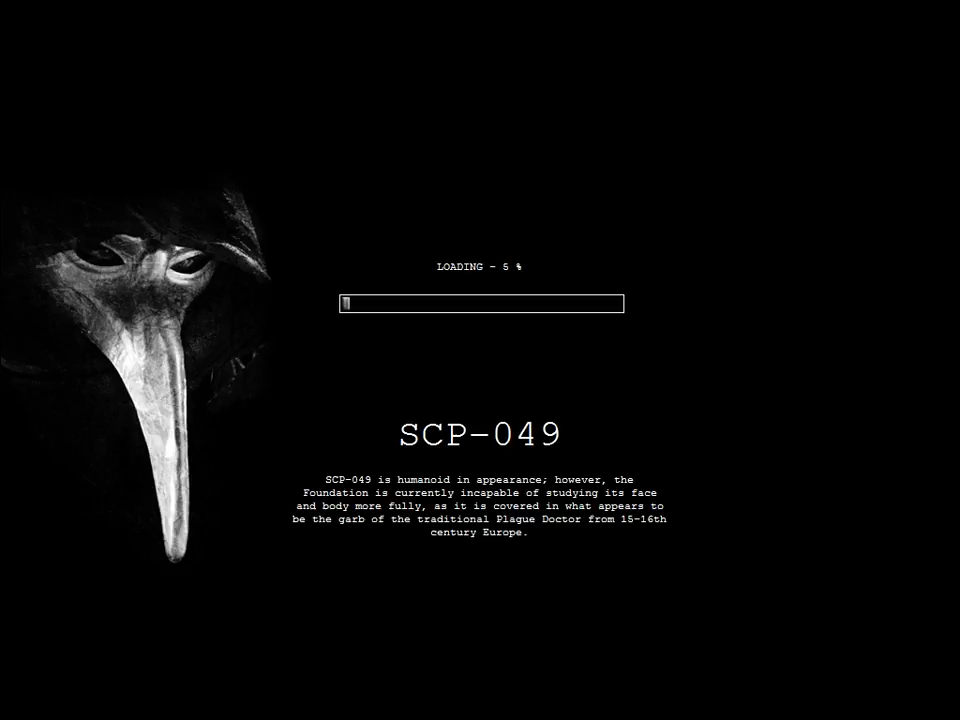 LOADING - 5 %
SCP-049
SCP-049 is humanoid in appearance; however, the
Foundation is currently incapable of studying its face
and body more fully, as it is covered in what appears to
be the garb of the traditional Plague Doctor from 15-16th
century Europe.